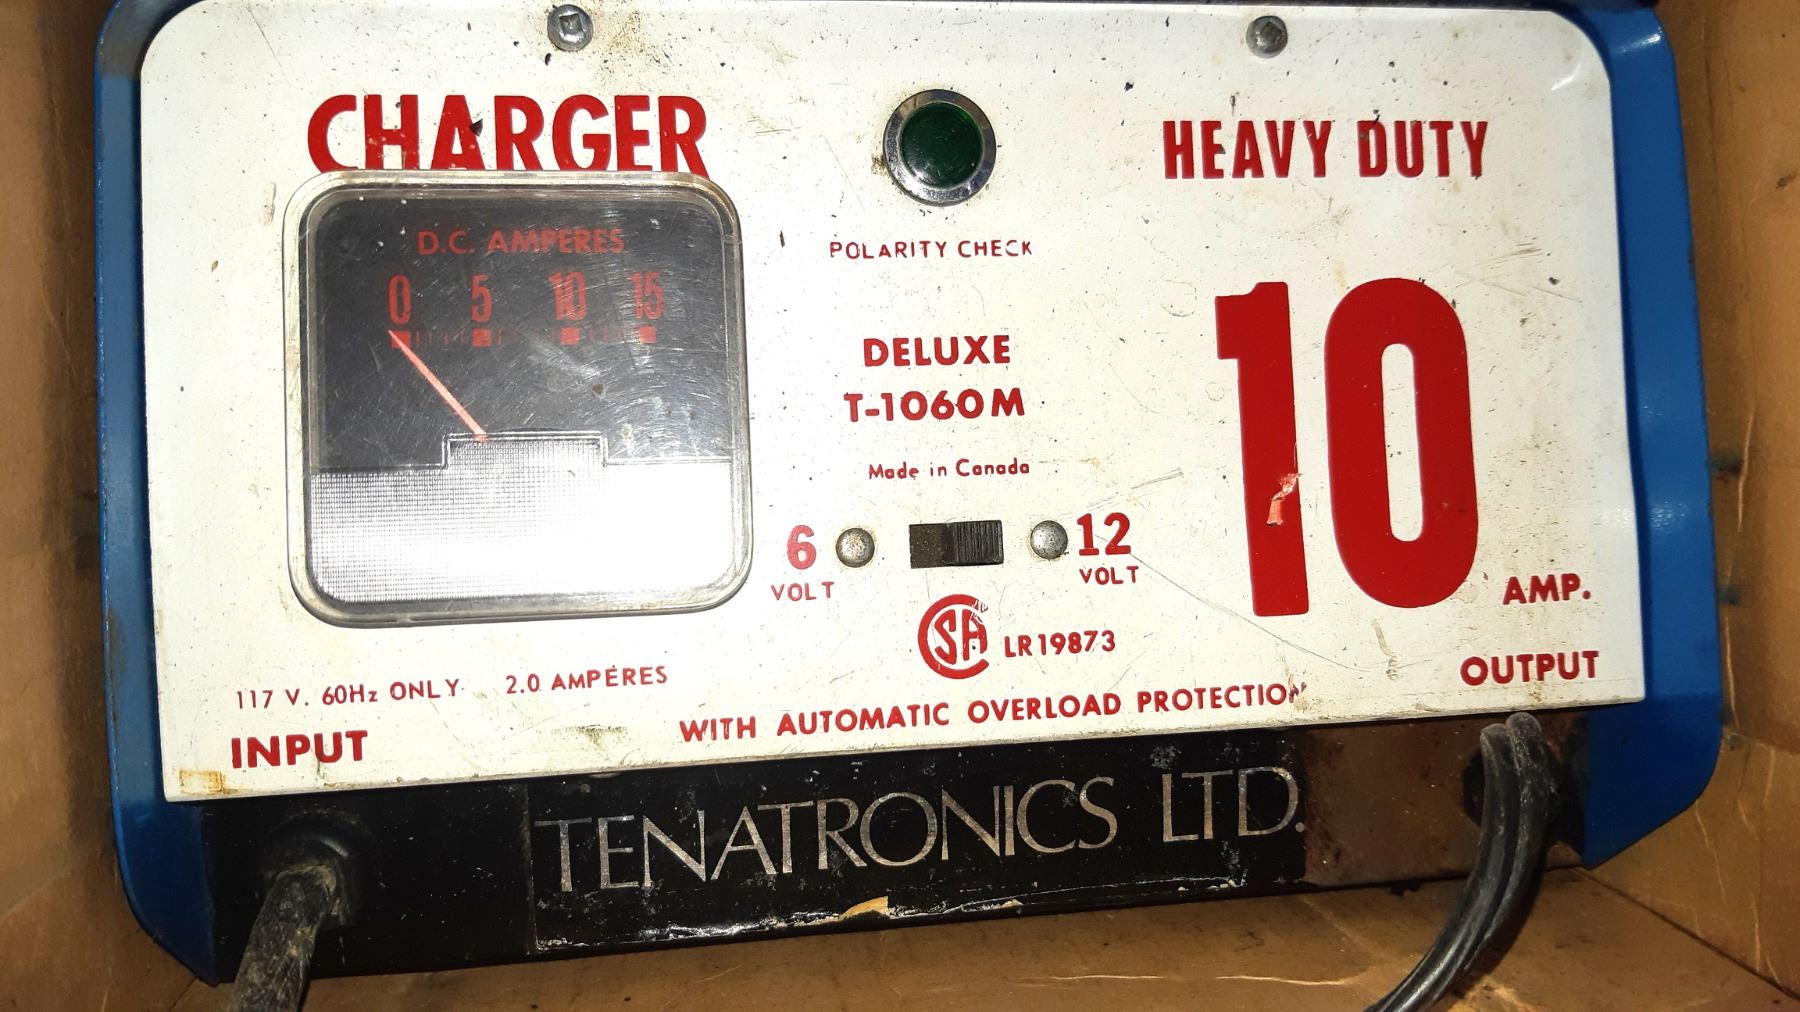 CHARGER
HEAVY DUTY
D.C. AMPERES
0 5 10 15
POLARITY CHECK
DELUXE
T-1060M
Made in Canada
10
AMP.
OUTPUT
6
VOLT
12
VOLT
CSA LR19873
117 V. 60Hz ONLY 2.0 AMPERES
INPUT
WITH AUTOMATIC OVERLOAD PROTECTION
TENATRONICS LTD.